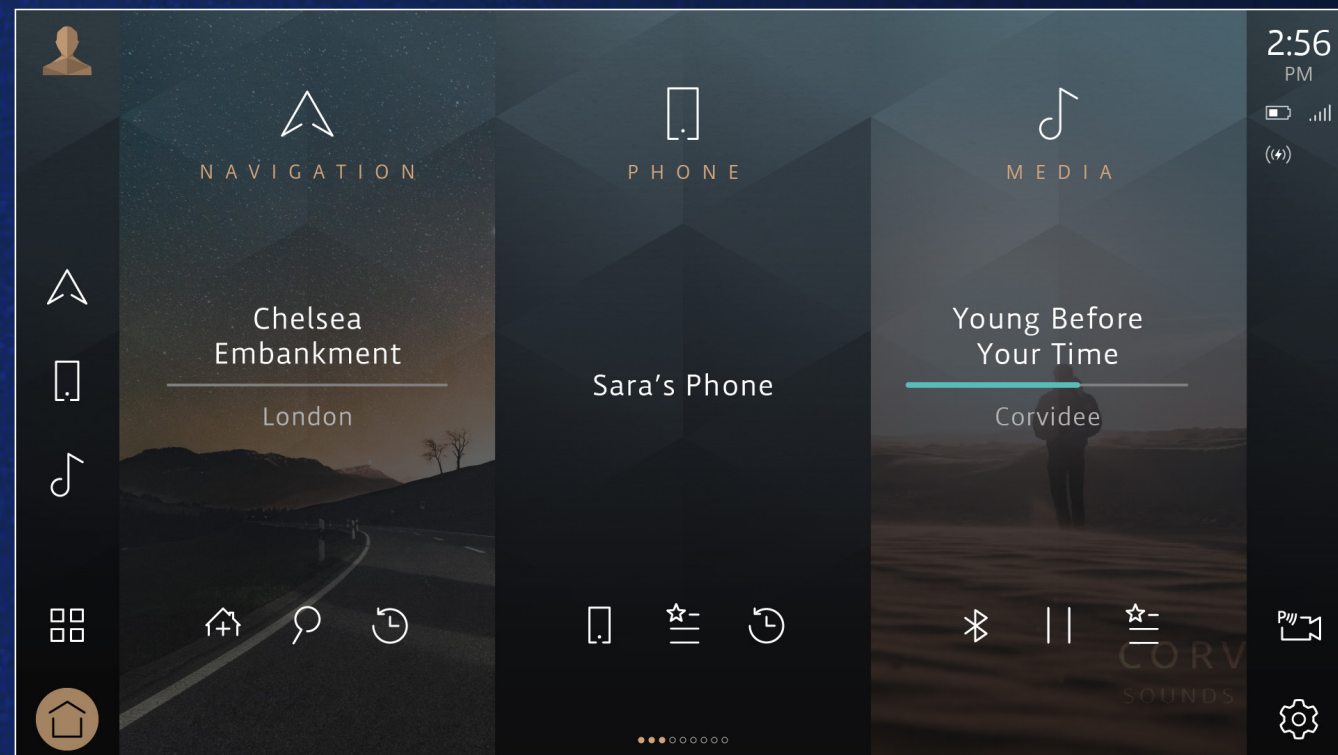 2:56
PM
NAVIGATION
PHONE
MEDIA
Chelsea
Embankment
London
Sara's Phone
Young Before
Your Time
Corvidee
P
CORV
SOUNDS